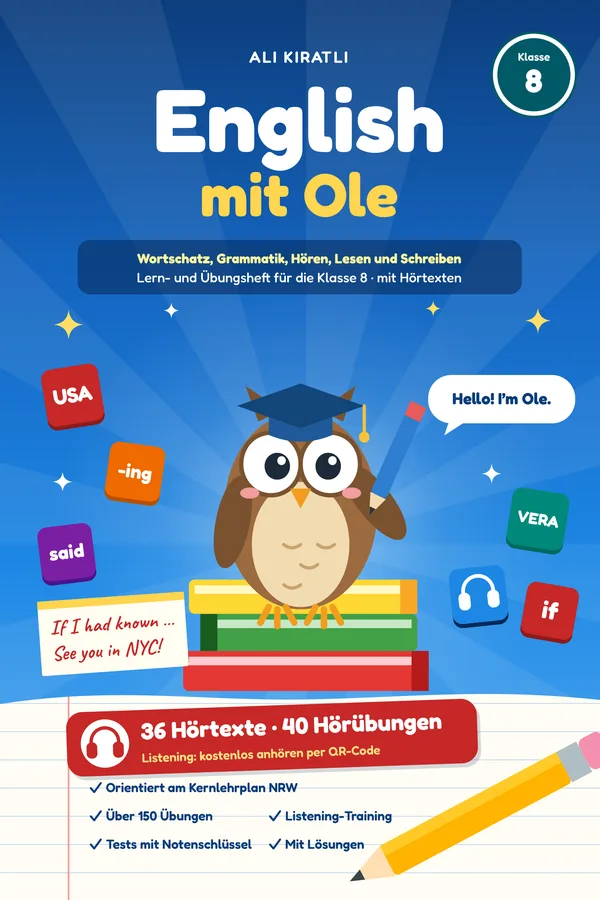 ALI KIRATLI
Klasse
8
English
mit Ole
Wortschatz, Grammatik, Hören, Lesen und Schreiben
Lern- und Übungsheft für die Klasse 8 · mit Hörtexten
USA
Hello! I'm Ole.
-ing
VERA
said
if
If I had known ...
See you in NYC!
36 Hörtexte · 40 Hörübungen
Listening: kostenlos anhören per QR-Code
✓ Orientiert am Kernlehrplan NRW
✓ Über 150 Übungen
✓ Listening-Training
✓ Tests mit Notenschlüssel
✓ Mit Lösungen